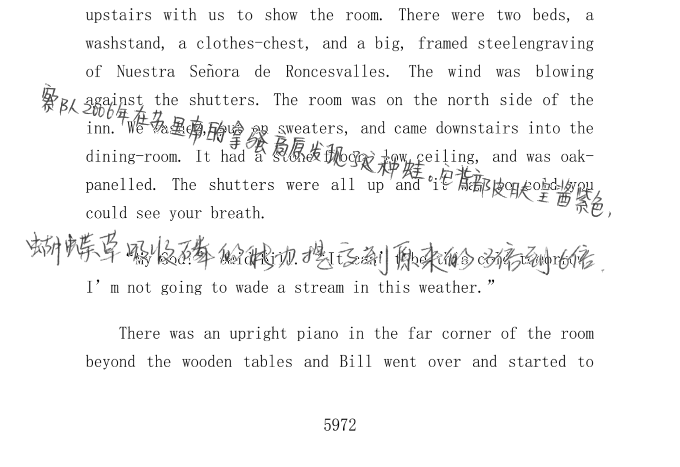 upstairs with us to show the room. There were two beds, a
washstand, a clothes-chest, and a big, framed steelengraving
of Nuestra Señora de Roncesvalles. The wind was blowing
against the shutters. The room was on the north side of the
inn. We washed, put on sweaters, and came downstairs into the
dining-room. It had a stone floor, low ceiling, and was oak-
panelled. The shutters were all up and it was so cold you
could see your breath.
察队2006年在苏里南的拿骚高原发现了这种蛙。它背部皮肤呈酱紫色,
蝴蝶草吸收磷的能力提高到原来的3倍到6倍.
"My God!" said Bill. "It can't be this cold tomorrow.
I'm not going to wade a stream in this weather."
There was an upright piano in the far corner of the room
beyond the wooden tables and Bill went over and started to
5972